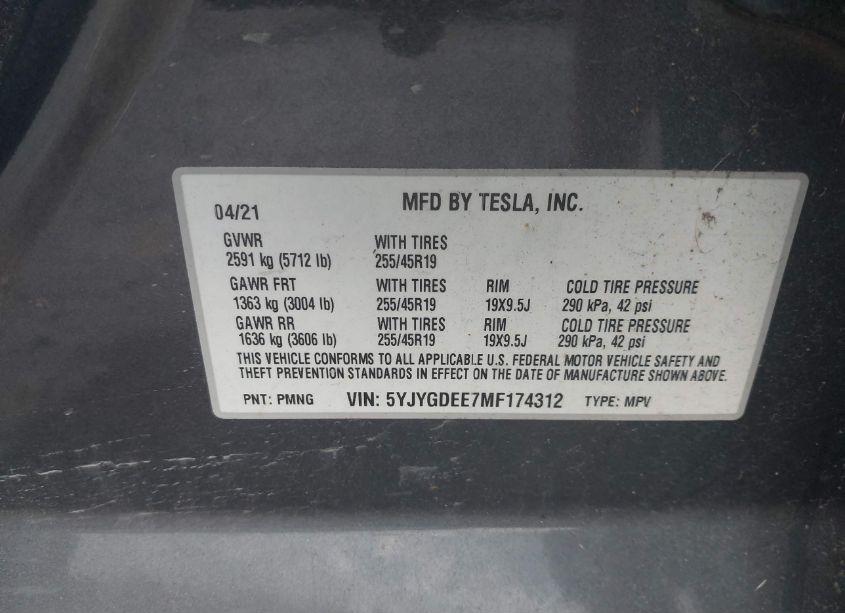 04/21 MFD BY TESLA, INC.
GVWR WITH TIRES
2591 kg (5712 lb) 255/45R19
GAWR FRT WITH TIRES RIM COLD TIRE PRESSURE
1363 kg (3004 lb) 255/45R19 19X9.5J 290 kPa, 42 psi
GAWR RR WITH TIRES RIM COLD TIRE PRESSURE
1636 kg (3606 lb) 255/45R19 19X9.5J 290 kPa, 42 psi
THIS VEHICLE CONFORMS TO ALL APPLICABLE U.S. FEDERAL MOTOR VEHICLE SAFETY AND
THEFT PREVENTION STANDARDS IN EFFECT ON THE DATE OF MANUFACTURE SHOWN ABOVE.
PNT: PMNG VIN: 5YJYGDEE7MF174312 TYPE: MPV